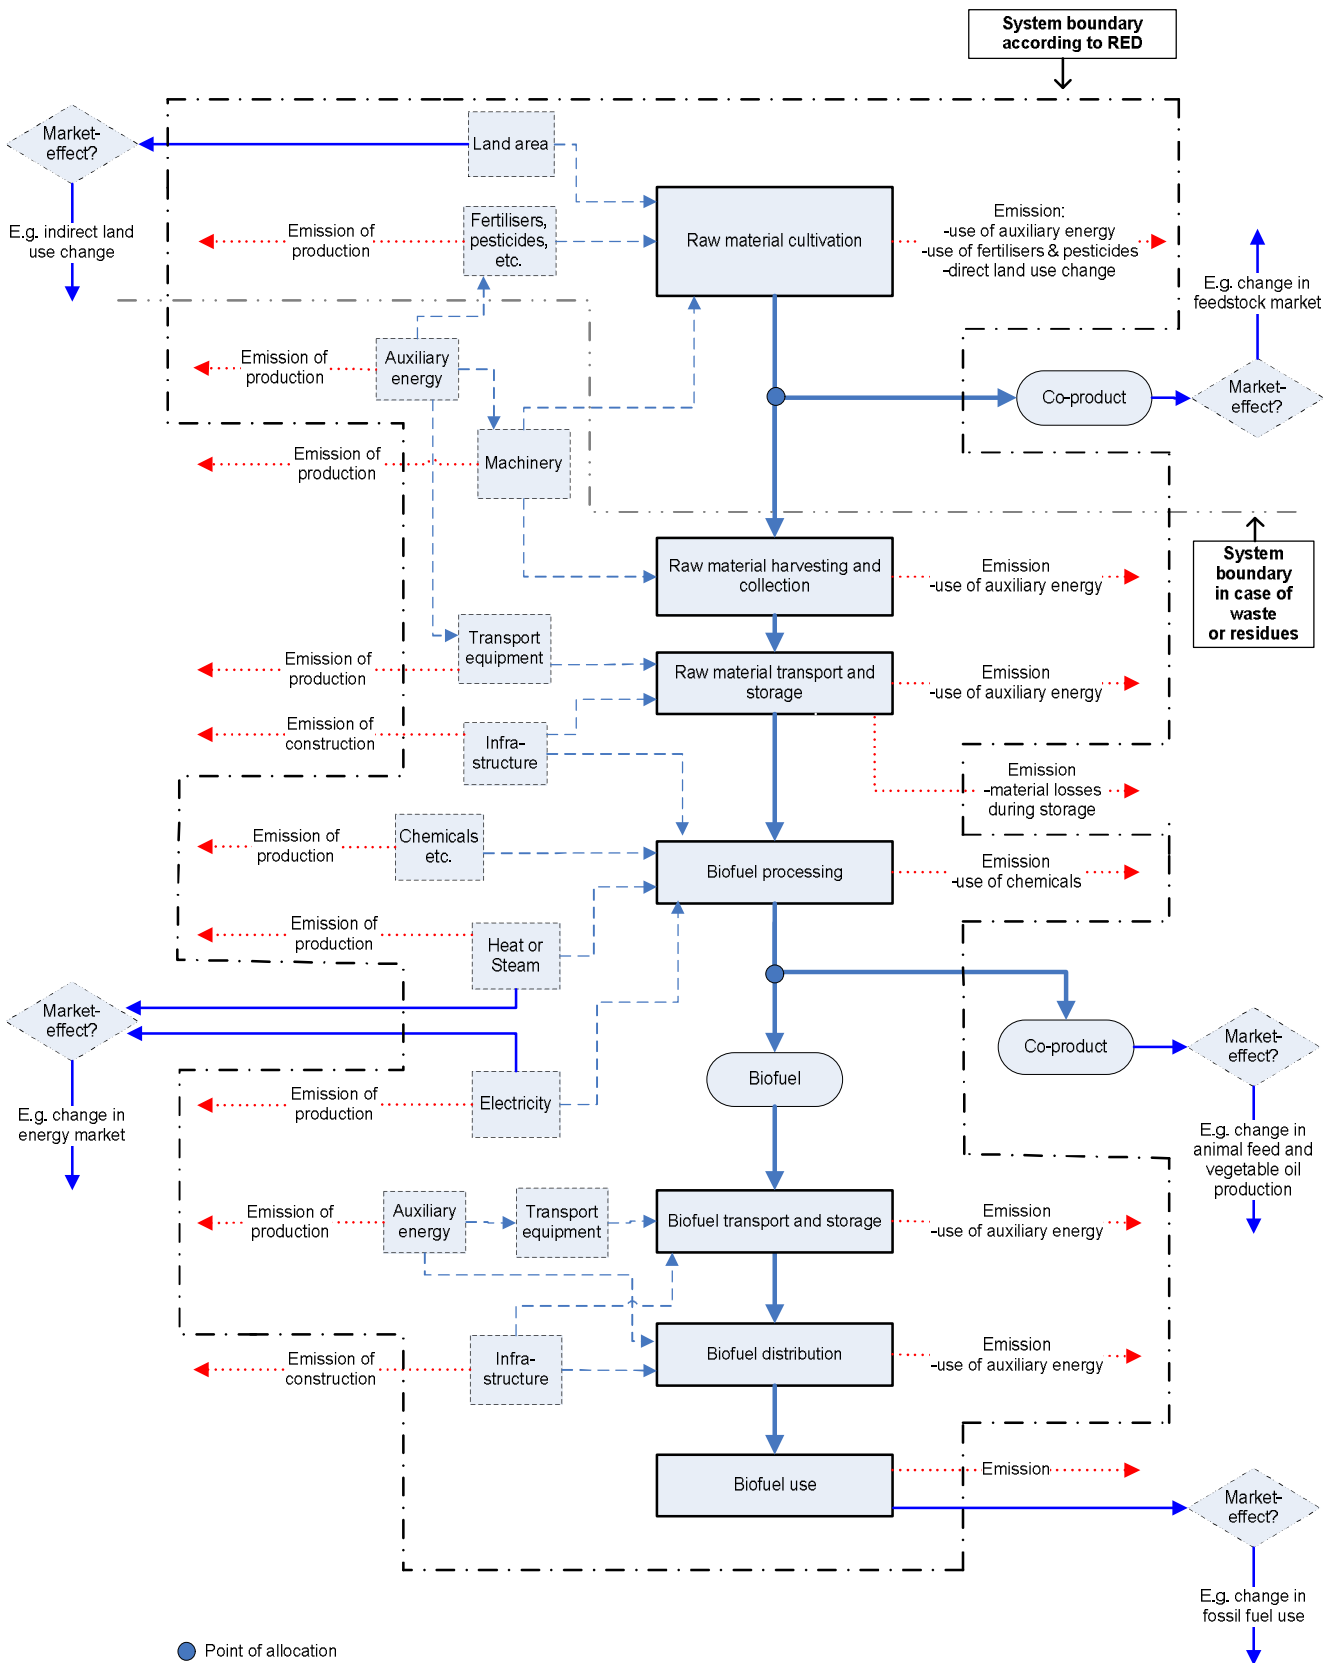 System boundary
according to RED
Market-
effect?
Land area
E.g. indirect land
use change
Emission of
production
Fertilisers,
pesticides,
etc.
Raw material cultivation
Emission:
-use of auxiliary energy
-use of fertilisers & pesticides
-direct land use change
E.g. change in
feedstock market
Emission of
production
Auxiliary
energy
Co-product
Market-
effect?
Emission of
production
Machinery
Raw material harvesting and
collection
Emission
-use of auxiliary energy
System
boundary
in case of
waste
or residues
Emission of
production
Transport
equipment
Raw material transport and
storage
Emission
-use of auxiliary energy
Emission of
construction
Infra-
structure
Emission
-material losses
during storage
Emission of
production
Chemicals
etc.
Biofuel processing
Emission
-use of chemicals
Emission of
production
Heat or
Steam
Market-
effect?
Co-product
Market-
effect?
Biofuel
Emission of
production
Electricity
E.g. change in
energy market
E.g. change in
animal feed and
vegetable oil
production
Emission of
production
Auxiliary
energy
Transport
equipment
Biofuel transport and storage
Emission
-use of auxiliary energy
Emission of
construction
Infra-
structure
Biofuel distribution
Emission
-use of auxiliary energy
Biofuel use
Emission
Market-
effect?
E.g. change in
fossil fuel use
Point of allocation